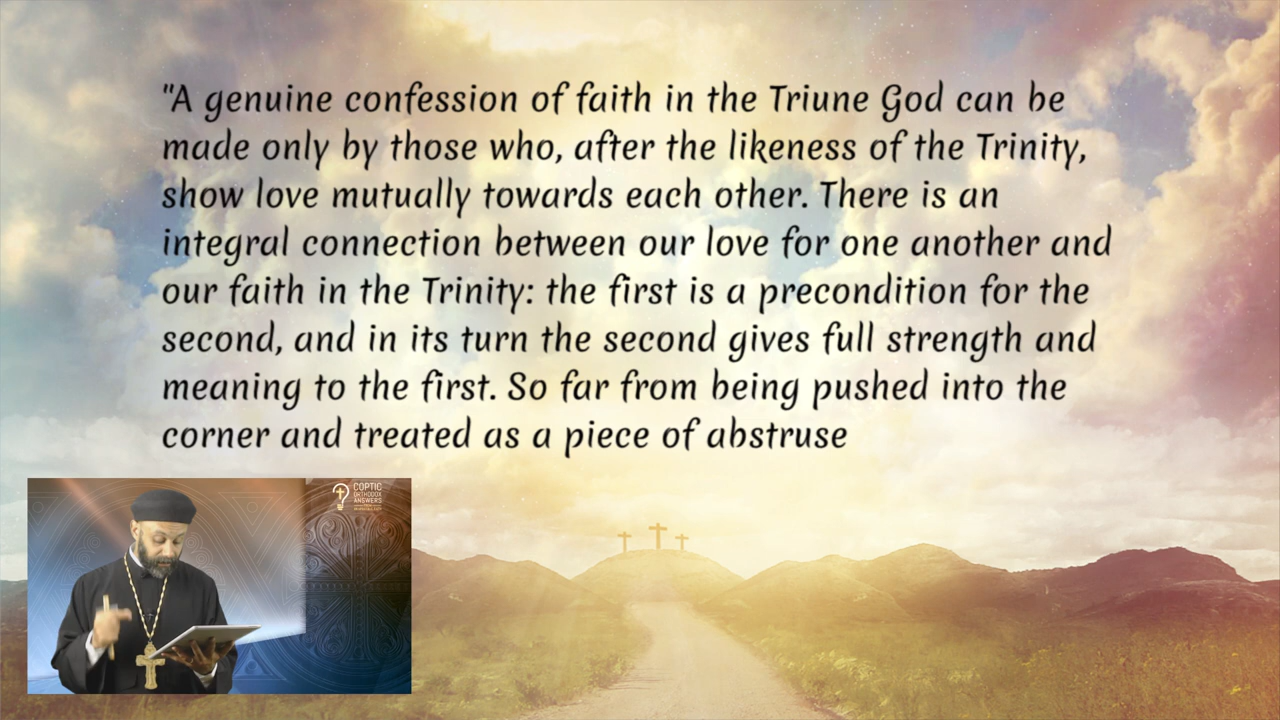 "A genuine confession of faith in the Triune God can be
made only by those who, after the likeness of the Trinity,
show love mutually towards each other. There is an
integral connection between our love for one another and
our faith in the Trinity: the first is a precondition for the
second, and in its turn the second gives full strength and
meaning to the first. So far from being pushed into the
corner and treated as a piece of abstruse
COPTIC
ORTHODOX
ANSWERS